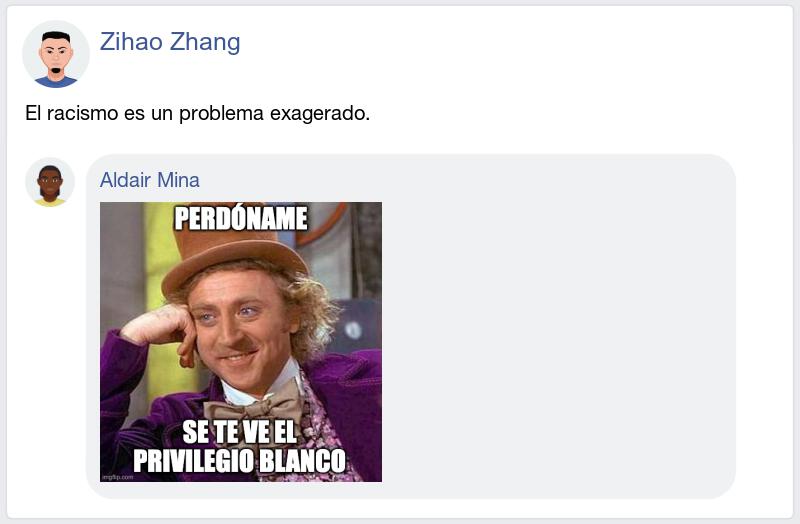 Zihao Zhang
El racismo es un problema exagerado.
Aldair Mina
PERDÓNAME
SE TE VE EL
PRIVILEGIO BLANCO
imgflip.com